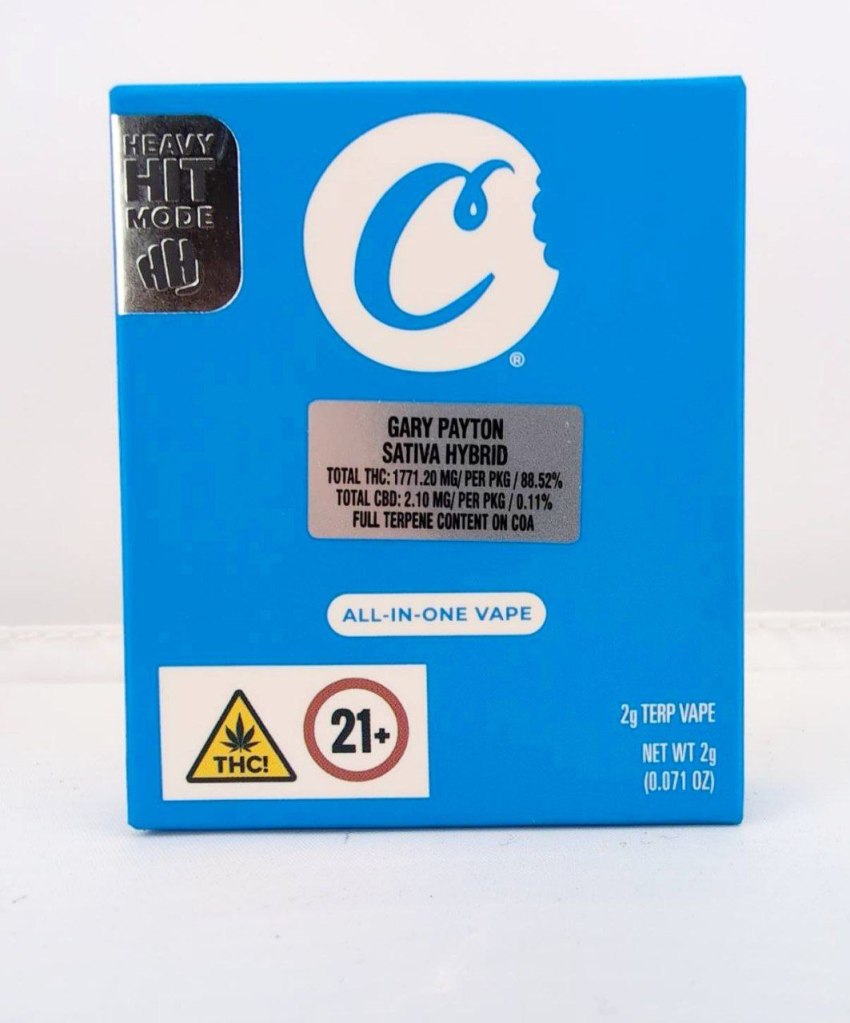 HEAVY
HIT
MODE
HH
C
®
GARY PAYTON
SATIVA HYBRID
TOTAL THC: 1771.20 MG/ PER PKG / 88.52%
TOTAL CBD: 2.10 MG/ PER PKG / 0.11%
FULL TERPENE CONTENT ON COA
ALL-IN-ONE VAPE
THC!
21+
2g TERP VAPE
NET WT 2g
(0.071 OZ)